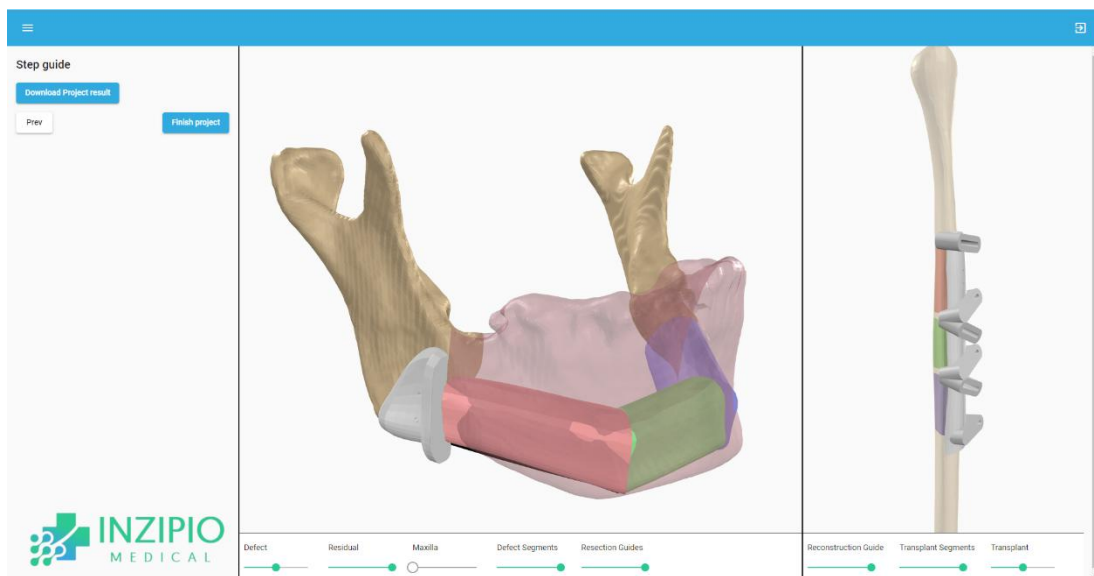 Step guide
Download Project result
Prev
Finish project
INZIPIO
MEDICAL
Defect
Residual
Maxilla
Defect Segments
Resection Guides
Reconstruction Guide
Transplant Segments
Transplant